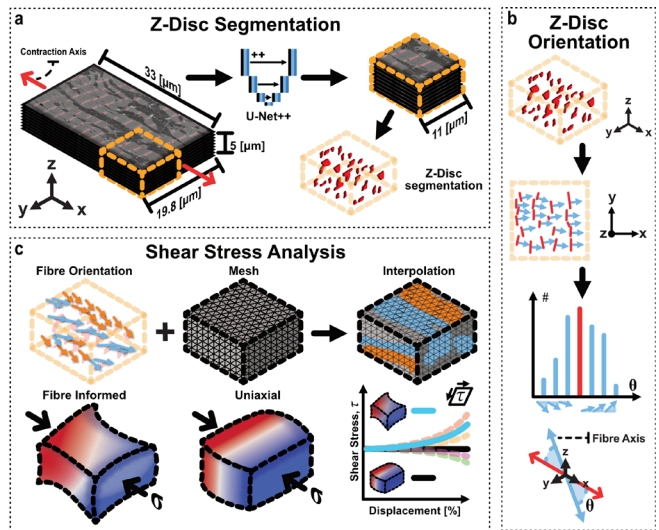 a
Z-Disc Segmentation
Contraction Axis
33 [μm]
++
U-Net++
11 [μm]
5 [μm]
19.8 [μm]
z
y
x
Z-Disc
segmentation
b
Z-Disc
Orientation
z
y
x
y
z
x
#
θ
Fibre Axis
z
y
x
θ
c
Shear Stress Analysis
Fibre Orientation
Mesh
Interpolation
+
Fibre Informed
Uniaxial
σ
σ
Shear Stress, τ
τ
Displacement [%]